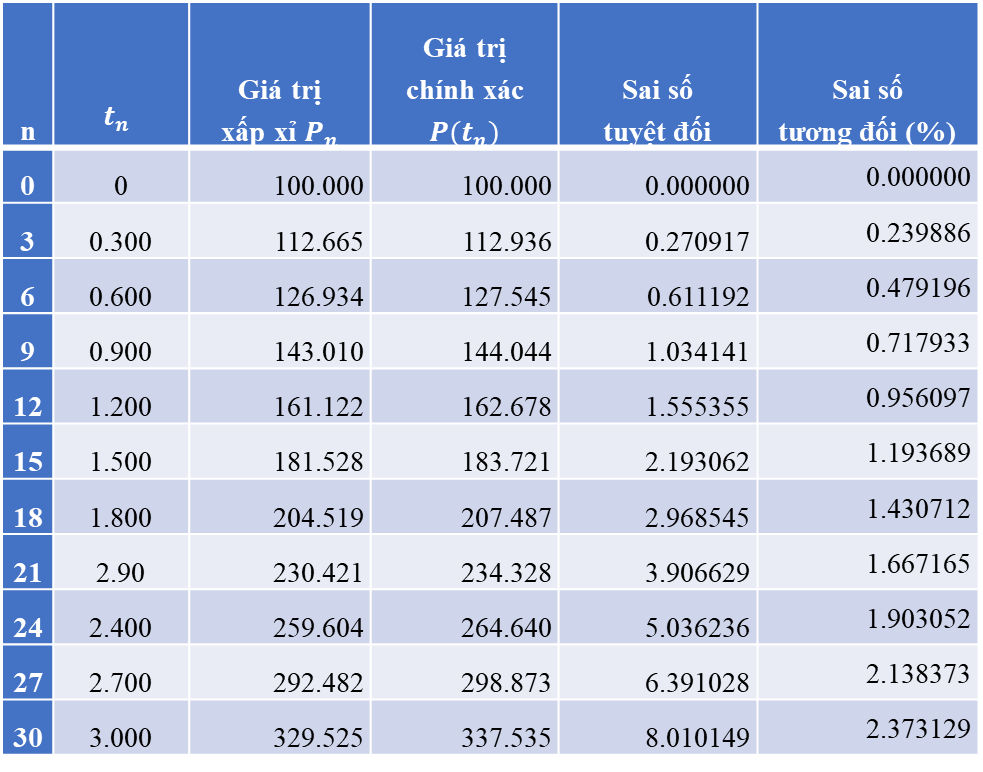 n | tₙ | Giá trị xấp xỉ Pₙ | Giá trị chính xác P(tₙ) | Sai số tuyệt đối | Sai số tương đối (%)
0 | 0 | 100.000 | 100.000 | 0.000000 | 0.000000
3 | 0.300 | 112.665 | 112.936 | 0.270917 | 0.239886
6 | 0.600 | 126.934 | 127.545 | 0.611192 | 0.479196
9 | 0.900 | 143.010 | 144.044 | 1.034141 | 0.717933
12 | 1.200 | 161.122 | 162.678 | 1.555355 | 0.956097
15 | 1.500 | 181.528 | 183.721 | 2.193062 | 1.193689
18 | 1.800 | 204.519 | 207.487 | 2.968545 | 1.430712
21 | 2.90 | 230.421 | 234.328 | 3.906629 | 1.667165
24 | 2.400 | 259.604 | 264.640 | 5.036236 | 1.903052
27 | 2.700 | 292.482 | 298.873 | 6.391028 | 2.138373
30 | 3.000 | 329.525 | 337.535 | 8.010149 | 2.373129